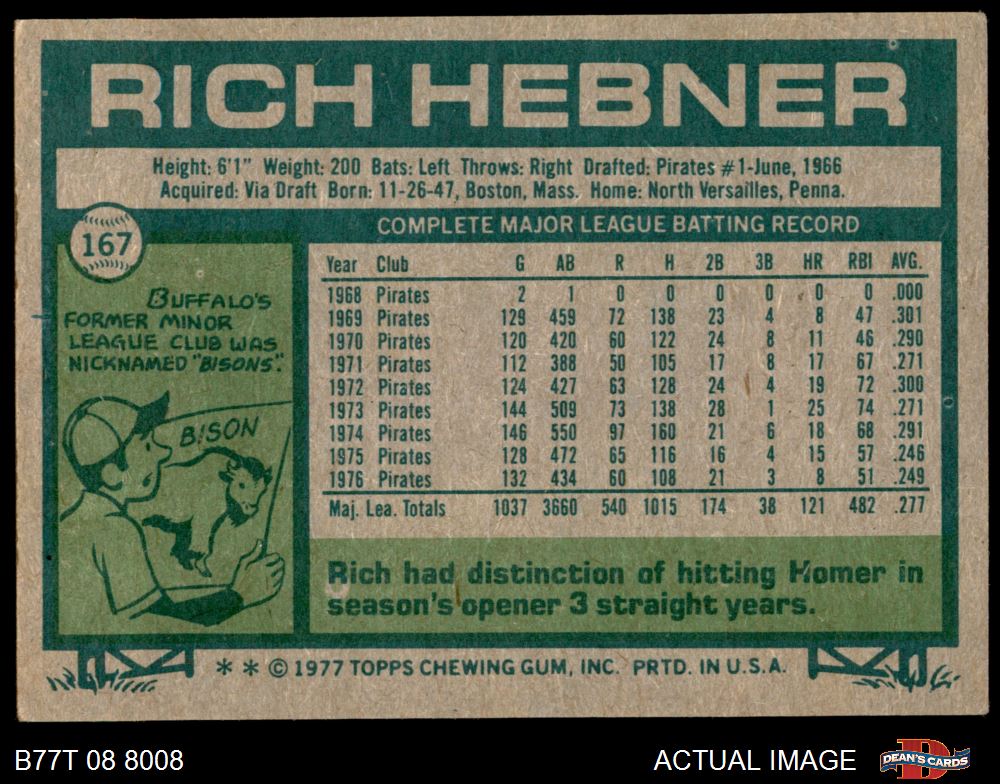 RICH HEBNER
Height: 6'1" Weight: 200 Bats: Left Throws: Right Drafted: Pirates #1-June, 1966
Acquired: Via Draft Born: 11-26-47, Boston, Mass. Home: North Versailles, Penna.
167
BUFFALO'S
FORMER MINOR
LEAGUE CLUB WAS
NICKNAMED "BISONS".
BISON
COMPLETE MAJOR LEAGUE BATTING RECORD
Year Club G AB R H 2B 3B HR RBI AVG.
1968 Pirates 2 1 0 0 0 0 0 0 .000
1969 Pirates 129 459 72 138 23 4 8 47 .301
1970 Pirates 120 420 60 122 24 8 11 46 .290
1971 Pirates 112 388 50 105 17 8 17 67 .271
1972 Pirates 124 427 63 128 24 4 19 72 .300
1973 Pirates 144 509 73 138 28 1 25 74 .271
1974 Pirates 146 550 97 160 21 6 18 68 .291
1975 Pirates 128 472 65 116 16 4 15 57 .246
1976 Pirates 132 434 60 108 21 3 8 51 .249
Maj. Lea. Totals 1037 3660 540 1015 174 38 121 482 .277
Rich had distinction of hitting Homer in
season's opener 3 straight years.
* * © 1977 TOPPS CHEWING GUM, INC. PRTD. IN U.S.A.
B77T 08 8008
ACTUAL IMAGE
DEAN'S CARDS